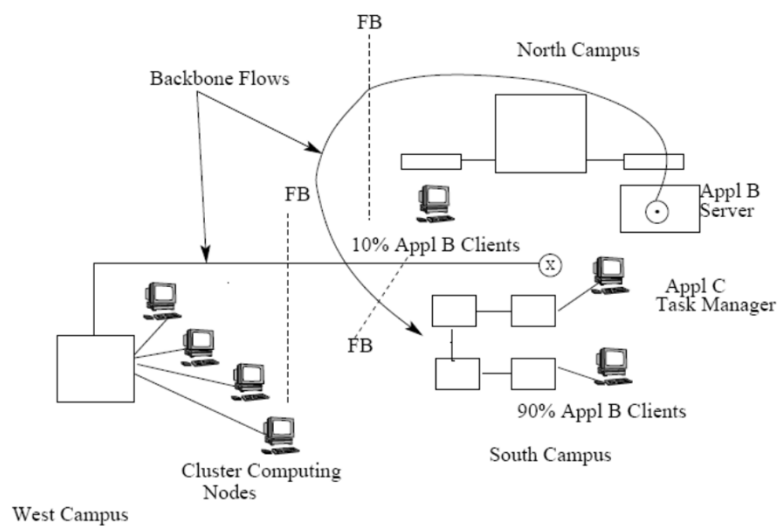 FB
North Campus
Backbone Flows
FB
Appl B
Server
10% Appl B Clients
X
Appl C
Task Manager
FB
90% Appl B Clients
South Campus
Cluster Computing
Nodes
West Campus